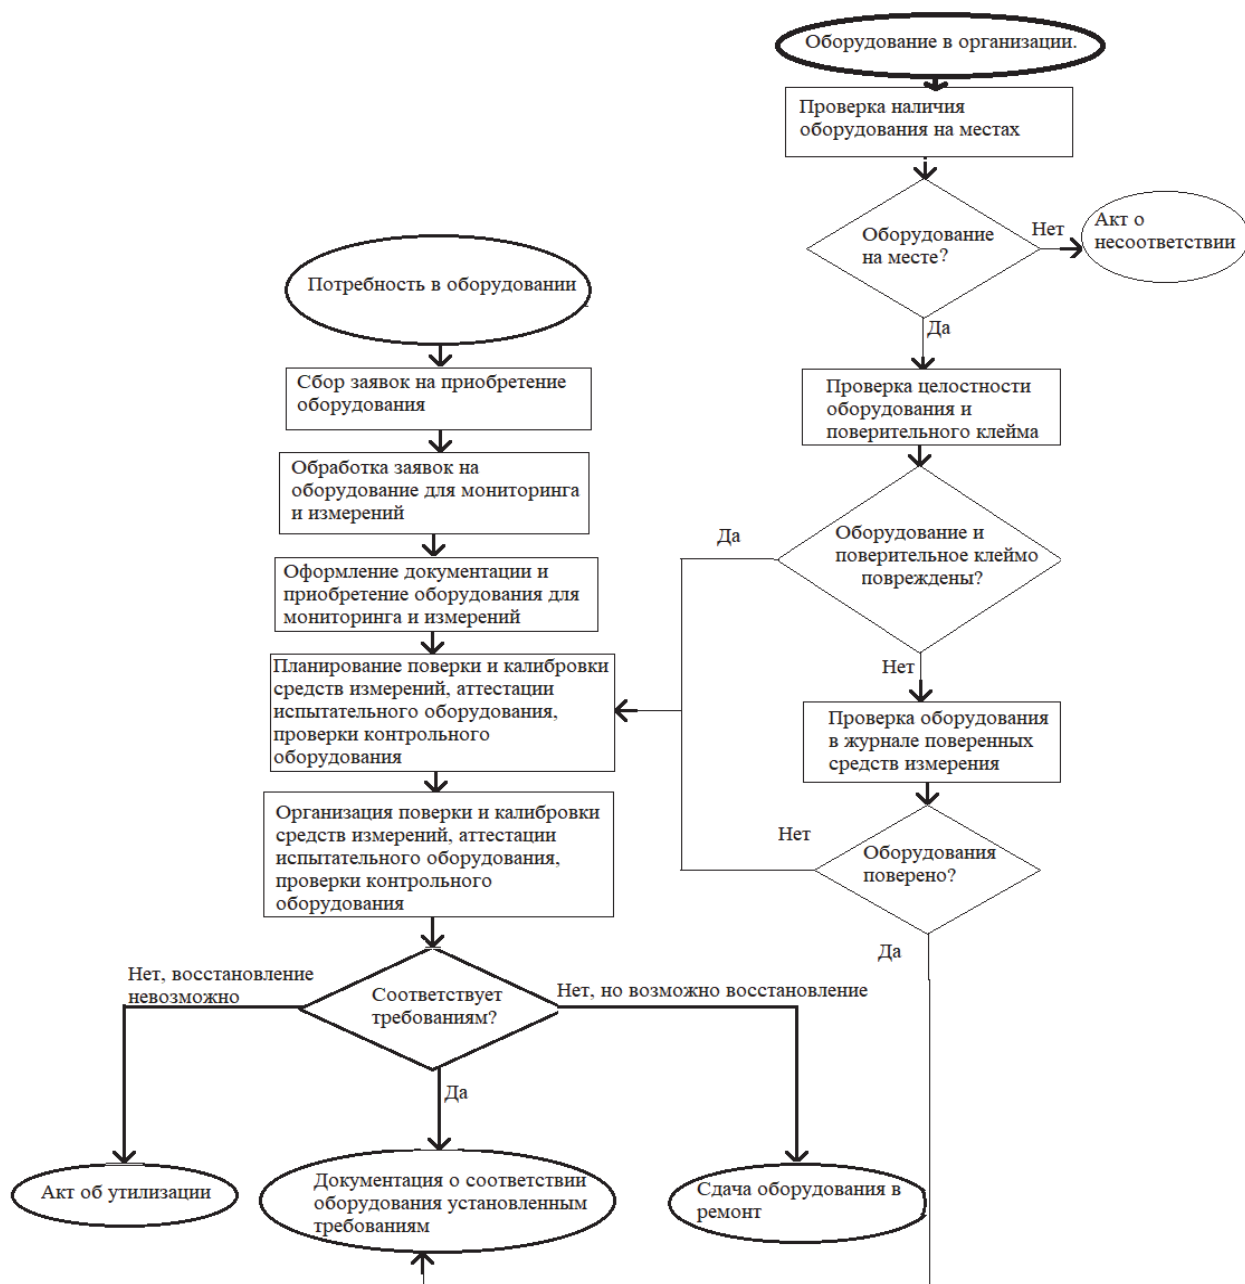 Оборудование в организации.
Проверка наличия
оборудования на местах
Оборудование
на месте?
Нет
Акт о
несоответствии
Да
Проверка целостности
оборудования и
поверительного клейма
Оборудование и
поверительное клеймо
повреждены?
Да
Нет
Проверка оборудования
в журнале поверенных
средств измерения
Оборудования
поверено?
Нет
Да
Потребность в оборудовании
Сбор заявок на приобретение
оборудования
Обработка заявок на
оборудование для мониторинга
и измерений
Оформление документации и
приобретение оборудования для
мониторинга и измерений
Планирование поверки и калибровки
средств измерений, аттестации
испытательного оборудования,
проверки контрольного
оборудования
Организация поверки и калибровки
средств измерений, аттестации
испытательного оборудования,
проверки контрольного
оборудования
Соответствует
требованиям?
Нет, восстановление
невозможно
Нет, но возможно восстановление
Да
Акт об утилизации
Документация о соответствии
оборудования установленным
требованиям
Сдача оборудования в
ремонт